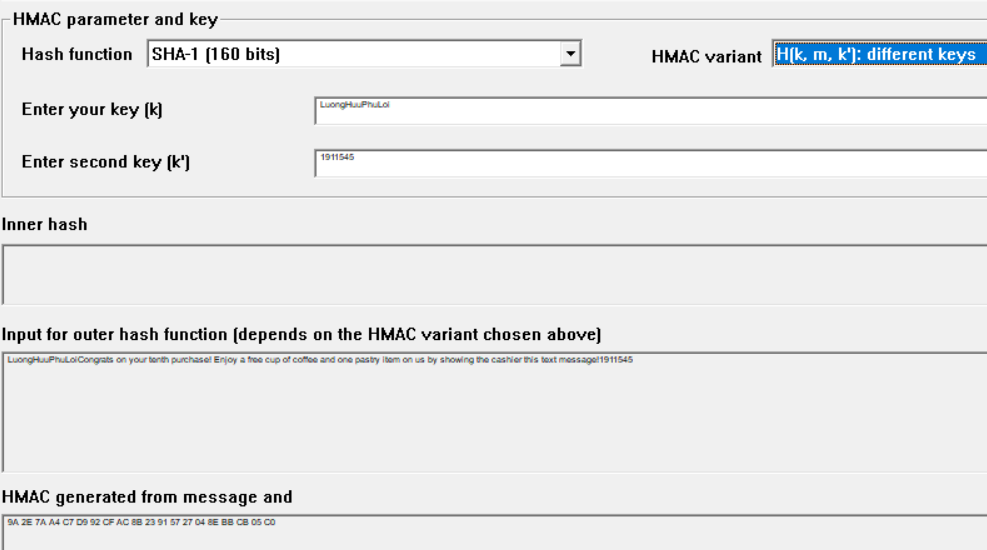 HMAC parameter and key
Hash function SHA-1 (160 bits) HMAC variant H(k, m, k'): different keys
Enter your key (k) LuongHuuPhuLoi
Enter second key (k') 1911545
Inner hash
Input for outer hash function (depends on the HMAC variant chosen above)
LuongHuuPhuLoiCongrats on your tenth purchase! Enjoy a free cup of coffee and one pastry item on us by showing the cashier this text message!1911545
HMAC generated from message and
9A 2E 7A A4 C7 D9 92 CF AC 8B 23 91 57 27 04 8E BB CB 05 C0